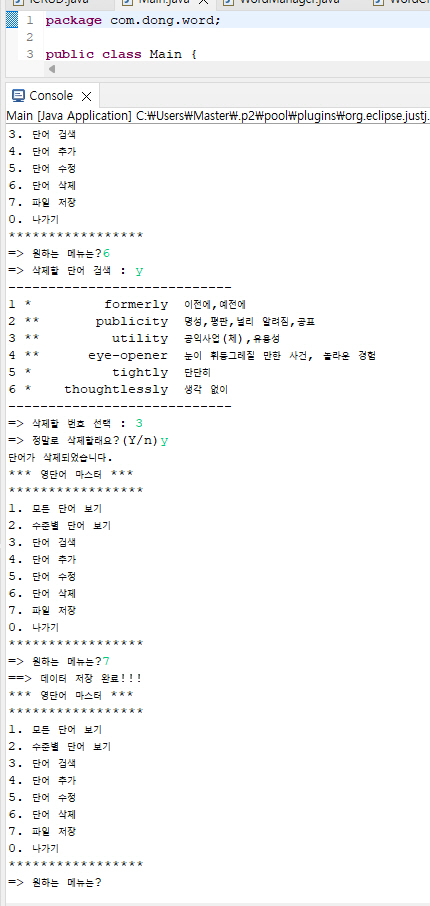 Main.java
WordManager.java
1 package com.dong.word;
2
3 public class Main {
Console
Main [Java Application] C:₩Users₩Master₩.p2₩pool₩plugins₩org.eclipse.justj.
3. 단어 검색
4. 단어 추가
5. 단어 수정
6. 단어 삭제
7. 파일 저장
0. 나가기
*****************
=> 원하는 메뉴는?6
=> 삭제할 단어 검색 : y
----------------------------
1 * formerly 이전에,예전에
2 ** publicity 명성,평판,널리 알려짐,공표
3 ** utility 공익사업(체),유용성
4 ** eye-opener 눈이 휘둥그레질 만한 사건, 놀라운 경험
5 * tightly 단단히
6 * thoughtlessly 생각 없이
----------------------------
=> 삭제할 번호 선택 : 3
=> 정말로 삭제할래요?(Y/n)y
단어가 삭제되었습니다.
*** 영단어 마스터 ***
*****************
1. 모든 단어 보기
2. 수준별 단어 보기
3. 단어 검색
4. 단어 추가
5. 단어 수정
6. 단어 삭제
7. 파일 저장
0. 나가기
*****************
=> 원하는 메뉴는?7
==> 데이터 저장 완료!!!
*** 영단어 마스터 ***
*****************
1. 모든 단어 보기
2. 수준별 단어 보기
3. 단어 검색
4. 단어 추가
5. 단어 수정
6. 단어 삭제
7. 파일 저장
0. 나가기
*****************
=> 원하는 메뉴는?